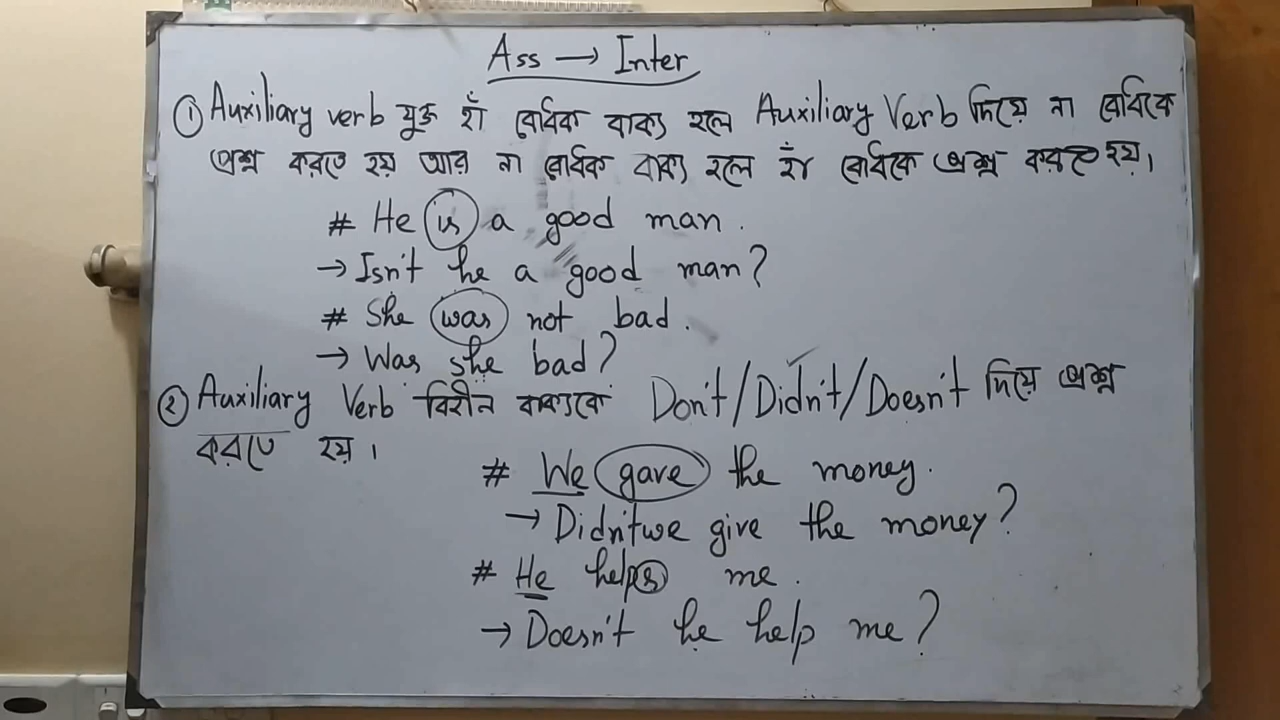 Ass → Inter
① Auxiliary verb যুক্ত হাঁ বোধক বাক্য হলে Auxiliary Verb দিয়ে না বোধকে
প্রশ্ন করতে হয় আর না বোধক বাক্য হলে হাঁ বোধকে প্রশ্ন করতে হয়।
# He is a good man.
→ Isn't he a good man?
# She was not bad.
→ Was she bad?
② Auxiliary Verb বিহীন বাক্যকে Don't/Didn't/Doesn't দিয়ে প্রশ্ন
করতে হয়।
# We gave the money.
→ Didn't we give the money?
# He helps me.
→ Doesn't he help me?